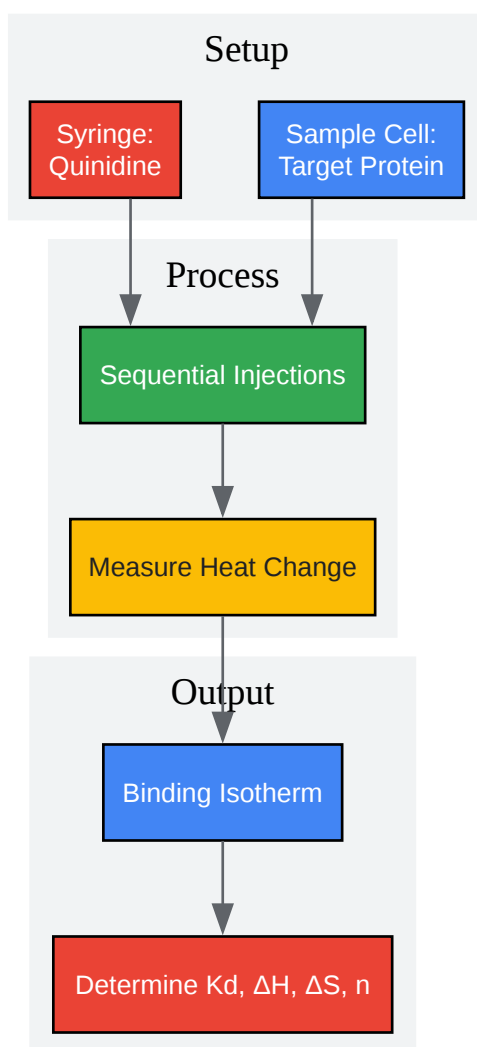 Setup
Syringe:
Quinidine
Sample Cell:
Target Protein
Process
Sequential Injections
Measure Heat Change
Output
Binding Isotherm
Determine Kd, ΔH, ΔS, n